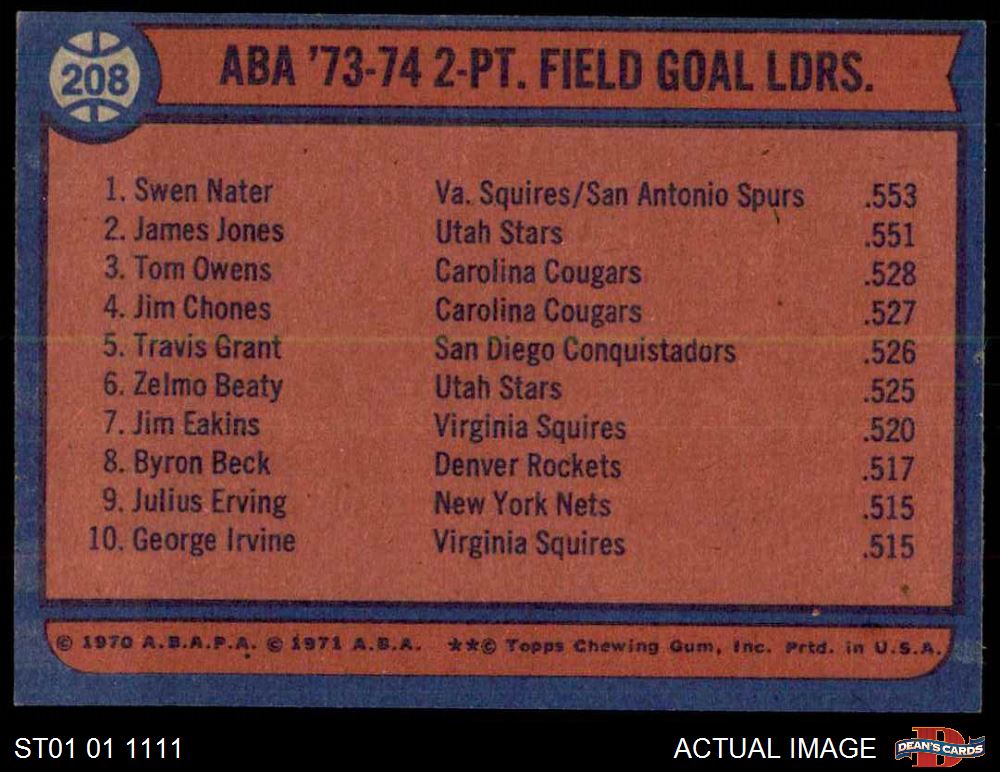 208
ABA '73-74 2-PT. FIELD GOAL LDRS.
1. Swen Nater Va. Squires/San Antonio Spurs .553
2. James Jones Utah Stars .551
3. Tom Owens Carolina Cougars .528
4. Jim Chones Carolina Cougars .527
5. Travis Grant San Diego Conquistadors .526
6. Zelmo Beaty Utah Stars .525
7. Jim Eakins Virginia Squires .520
8. Byron Beck Denver Rockets .517
9. Julius Erving New York Nets .515
10. George Irvine Virginia Squires .515
© 1970 A.B.A.P.A. © 1971 A.B.A. **© Topps Chewing Gum, Inc. Prtd. in U.S.A.
ST01 01 1111 ACTUAL IMAGE D DEAN'S CARDS